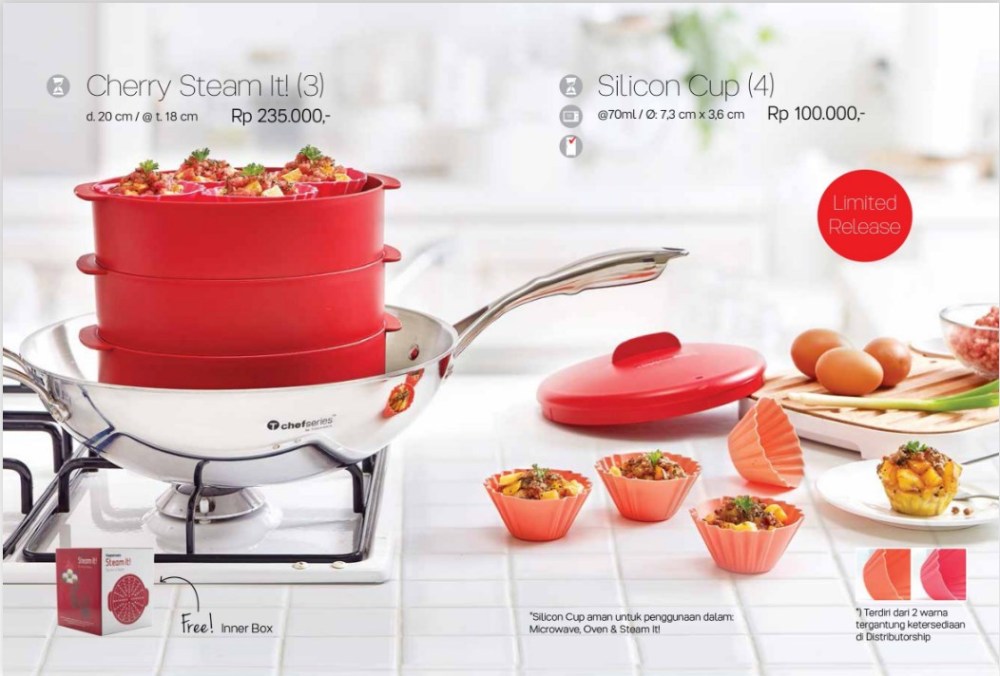 Cherry Steam It! (3)
d. 20 cm / @ t. 18 cm Rp 235.000,-
Silicon Cup (4)
@70ml / Ø: 7,3 cm x 3,6 cm Rp 100.000,-
Limited
Release
chefseries
Steam It!
Steam It!
Free! Inner Box
*Silicon Cup aman untuk penggunaan dalam:
Microwave, Oven & Steam It!
*) Terdiri dari 2 warna
tergantung ketersediaan
di Distributorship